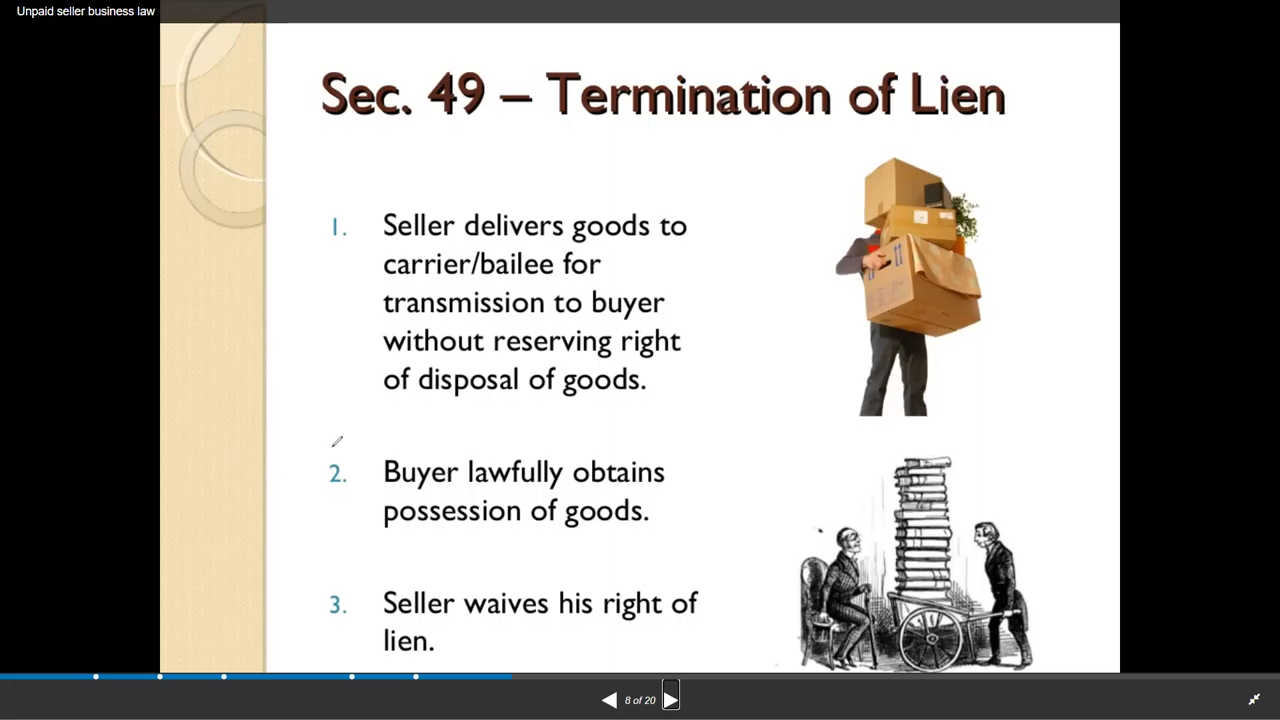 Unpaid seller business law
Sec. 49 – Termination of Lien
1. Seller delivers goods to
carrier/bailee for
transmission to buyer
without reserving right
of disposal of goods.
2. Buyer lawfully obtains
possession of goods.
3. Seller waives his right of
lien.
8 of 20